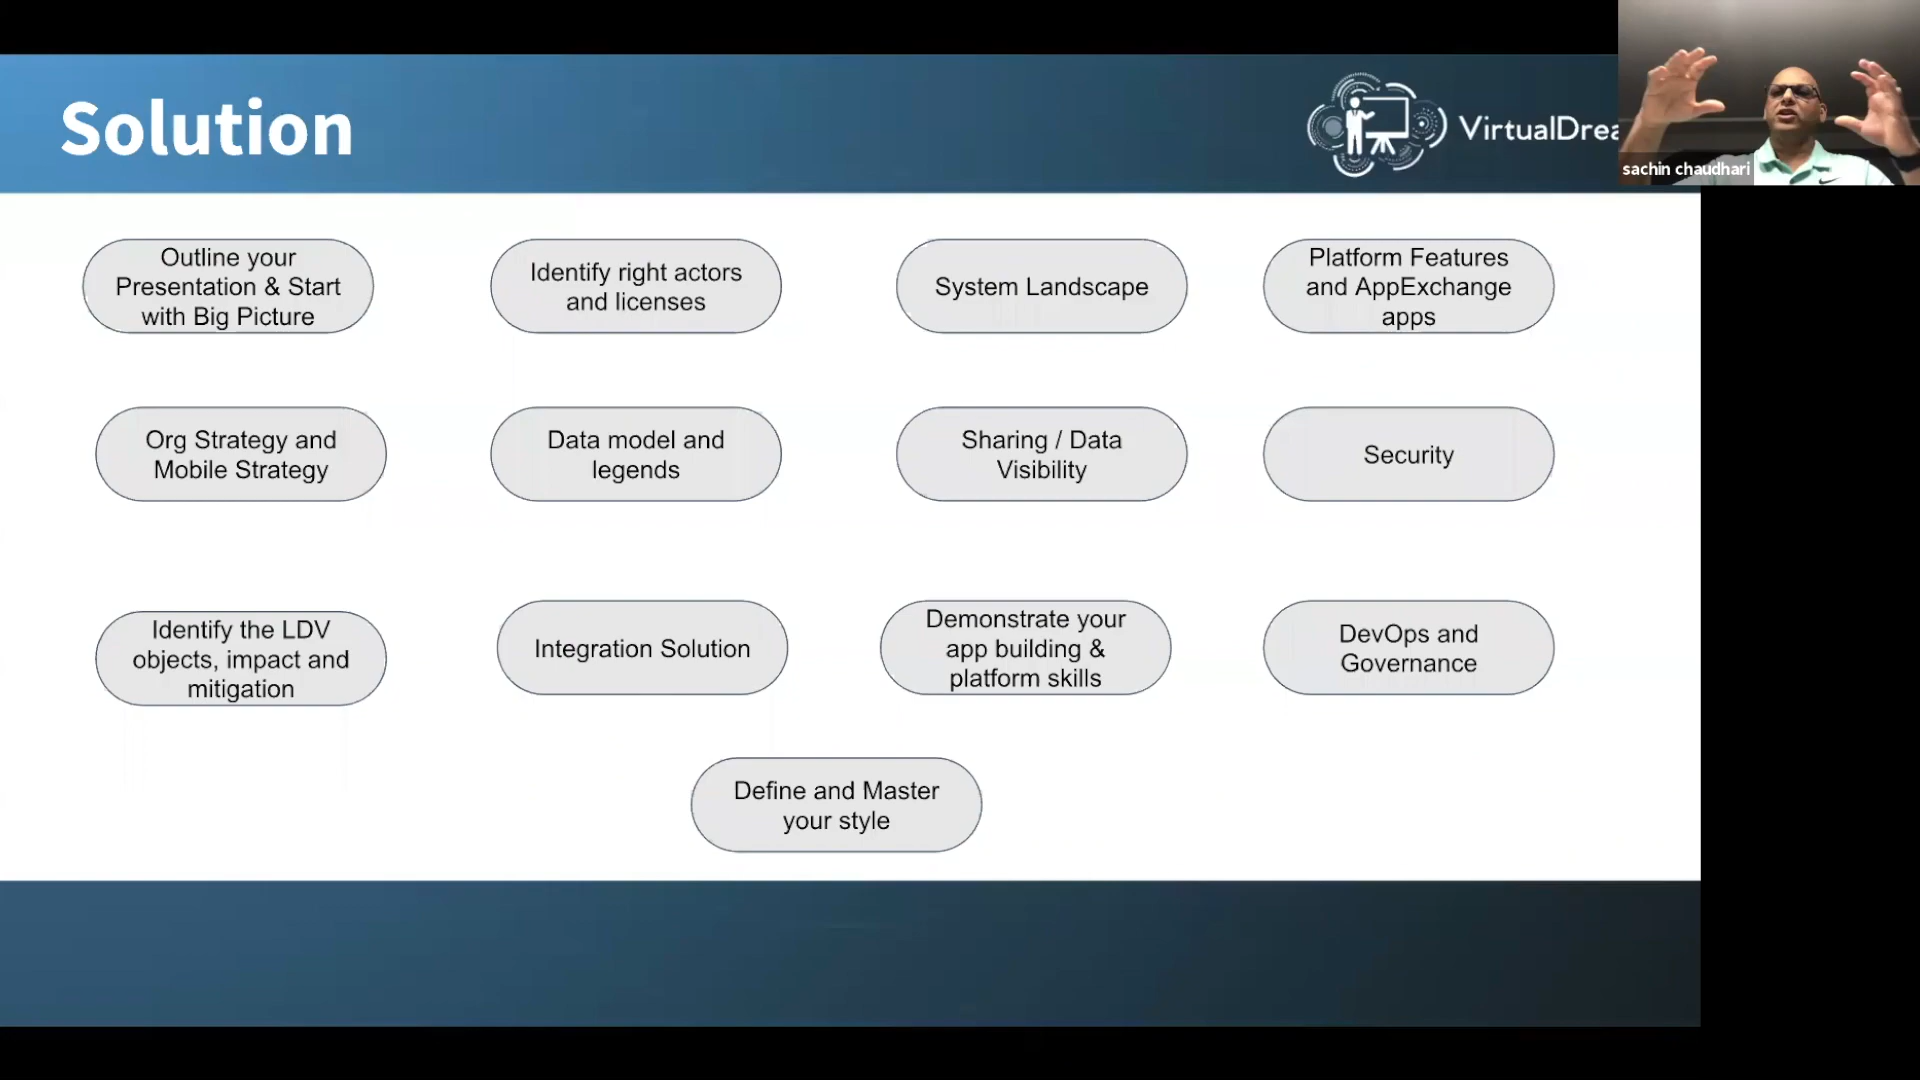 Solution
VirtualDrea
sachin chaudhari
Outline your
Presentation & Start
with Big Picture
Identify right actors
and licenses
System Landscape
Platform Features
and AppExchange
apps
Org Strategy and
Mobile Strategy
Data model and
legends
Sharing / Data
Visibility
Security
Identify the LDV
objects, impact and
mitigation
Integration Solution
Demonstrate your
app building &
platform skills
DevOps and
Governance
Define and Master
your style